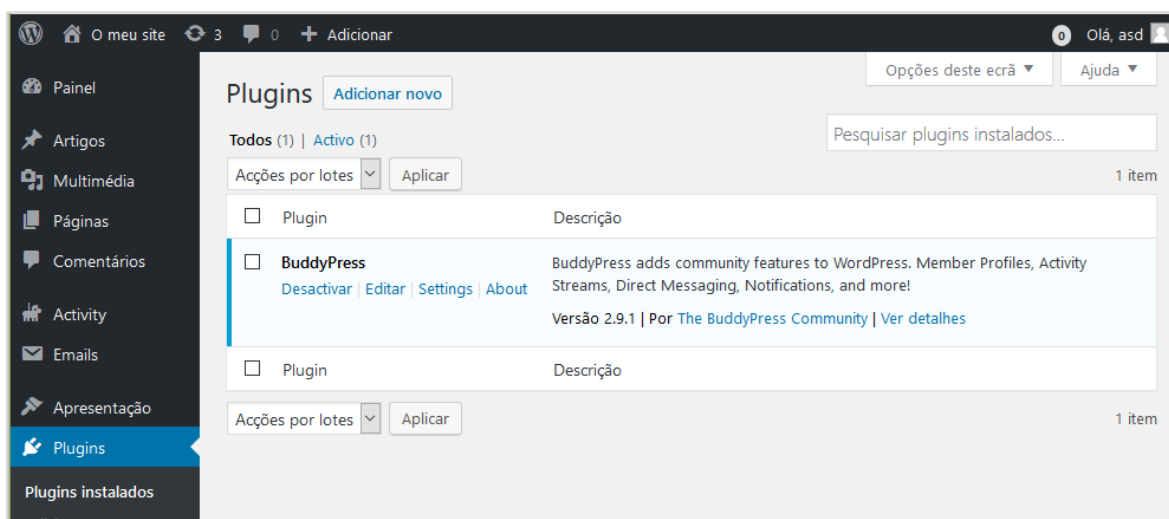 O meu site 3 0 + Adicionar 0 Olá, asd
Opções deste ecrã ▼ Ajuda ▼
Painel
Artigos
Multimédia
Páginas
Comentários
Activity
Emails
Apresentação
Plugins
Plugins instalados
Plugins Adicionar novo
Todos (1) | Activo (1)
Pesquisar plugins instalados...
Acções por lotes Aplicar
1 item
Plugin Descrição
BuddyPress
Desactivar | Editar | Settings | About
BuddyPress adds community features to WordPress. Member Profiles, Activity
Streams, Direct Messaging, Notifications, and more!
Versão 2.9.1 | Por The BuddyPress Community | Ver detalhes
Plugin Descrição
Acções por lotes Aplicar
1 item